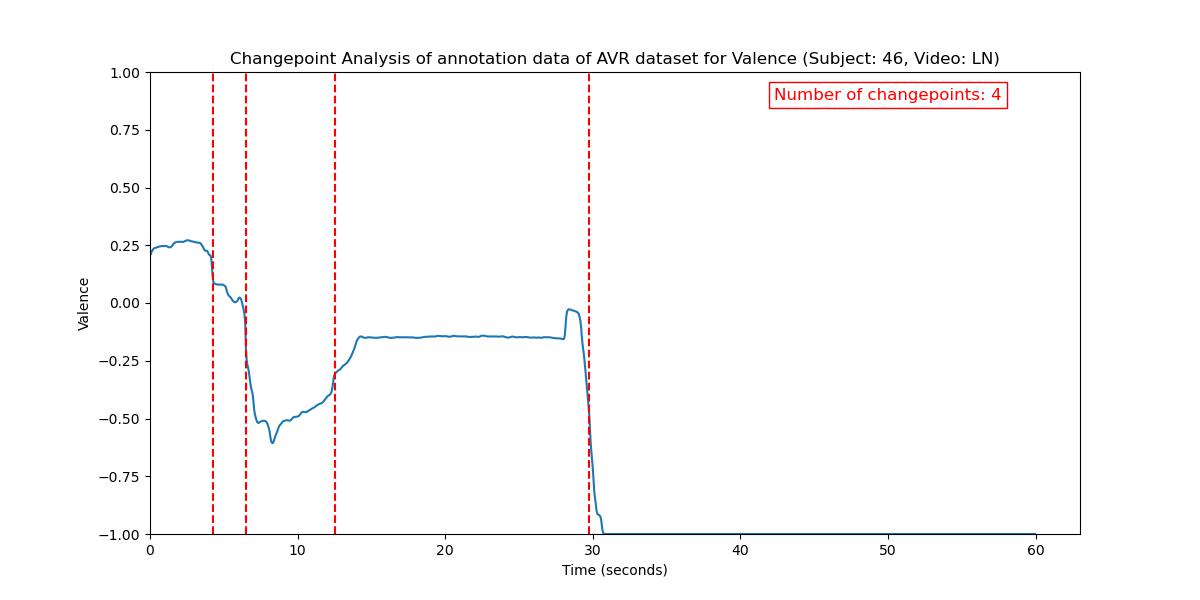 Changepoint Analysis of annotation data of AVR dataset for Valence (Subject: 46, Video: LN)
Number of changepoints: 4
1.00
0.75
0.50
0.25
0.00
−0.25
−0.50
−0.75
−1.00
Valence
0 10 20 30 40 50 60
Time (seconds)